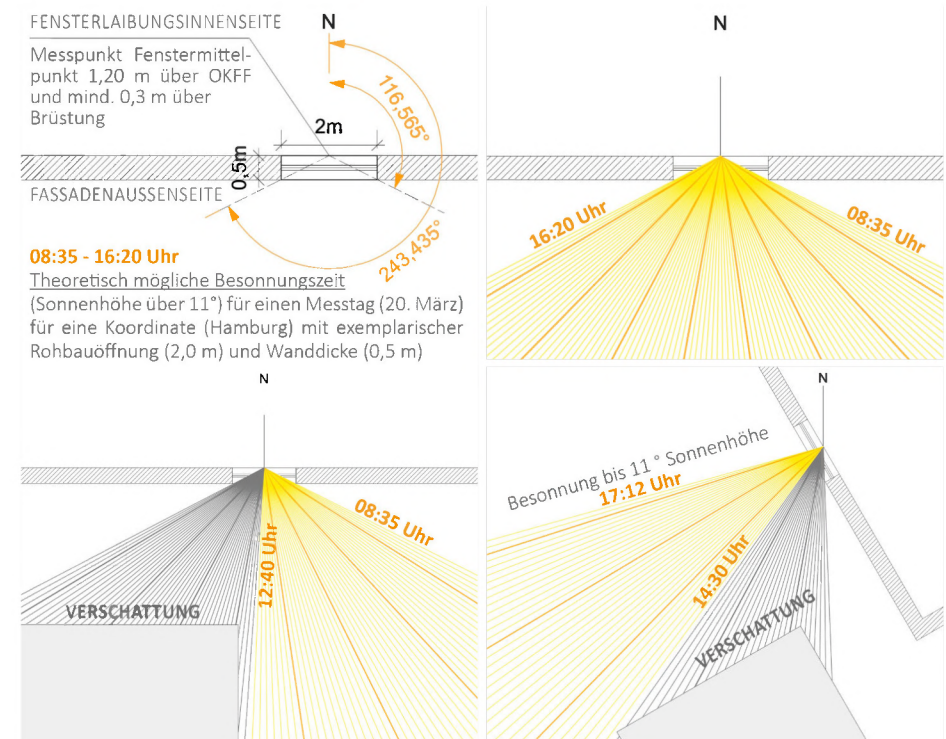 FENSTERLAIBUNGSINNENSEITE
N
Messpunkt Fenstermittel-
punkt 1,20 m über OKFF
und mind. 0,3 m über
Brüstung
116,565°
2m
0,5m
FASSADENAUSSENSEITE
243,435°
08:35 - 16:20 Uhr
Theoretisch mögliche Besonnungszeit
(Sonnenhöhe über 11°) für einen Messtag (20. März)
für eine Koordinate (Hamburg) mit exemplarischer
Rohbauöffnung (2,0 m) und Wanddicke (0,5 m)
N
16:20 Uhr
08:35 Uhr
N
08:35 Uhr
12:40 Uhr
VERSCHATTUNG
N
Besonnung bis 11 ° Sonnenhöhe
17:12 Uhr
14:30 Uhr
VERSCHATTUNG